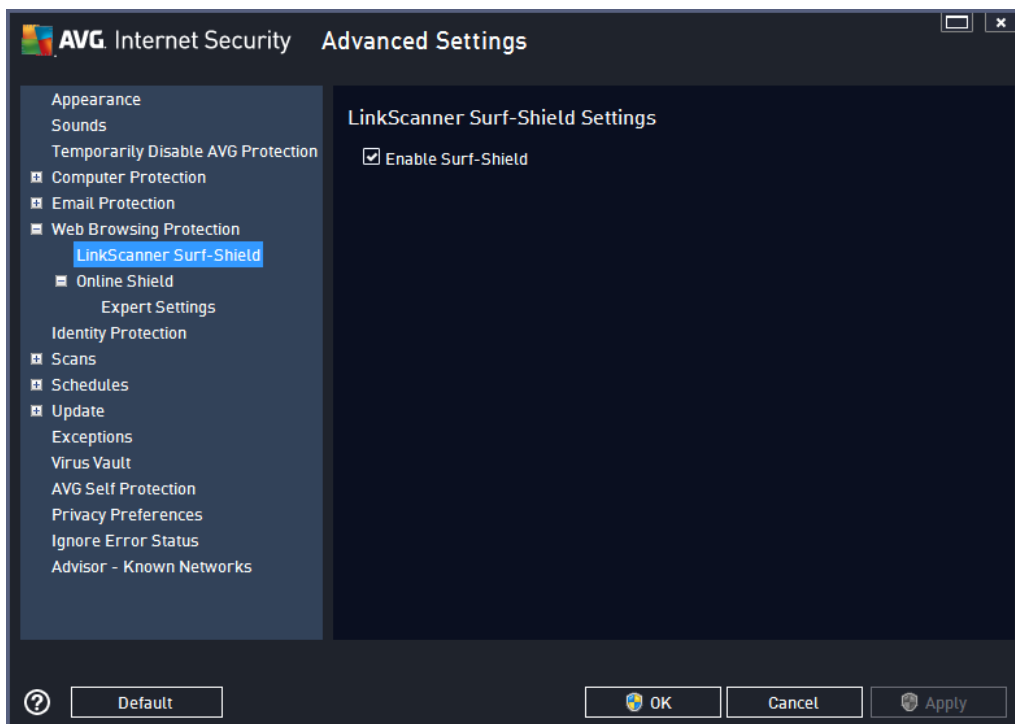 AVG. Internet Security Advanced Settings
Appearance
Sounds
Temporarily Disable AVG Protection
Computer Protection
Email Protection
Web Browsing Protection
LinkScanner Surf-Shield
Online Shield
Expert Settings
Identity Protection
Scans
Schedules
Update
Exceptions
Virus Vault
AVG Self Protection
Privacy Preferences
Ignore Error Status
Advisor - Known Networks
LinkScanner Surf-Shield Settings
Enable Surf-Shield
? Default OK Cancel Apply